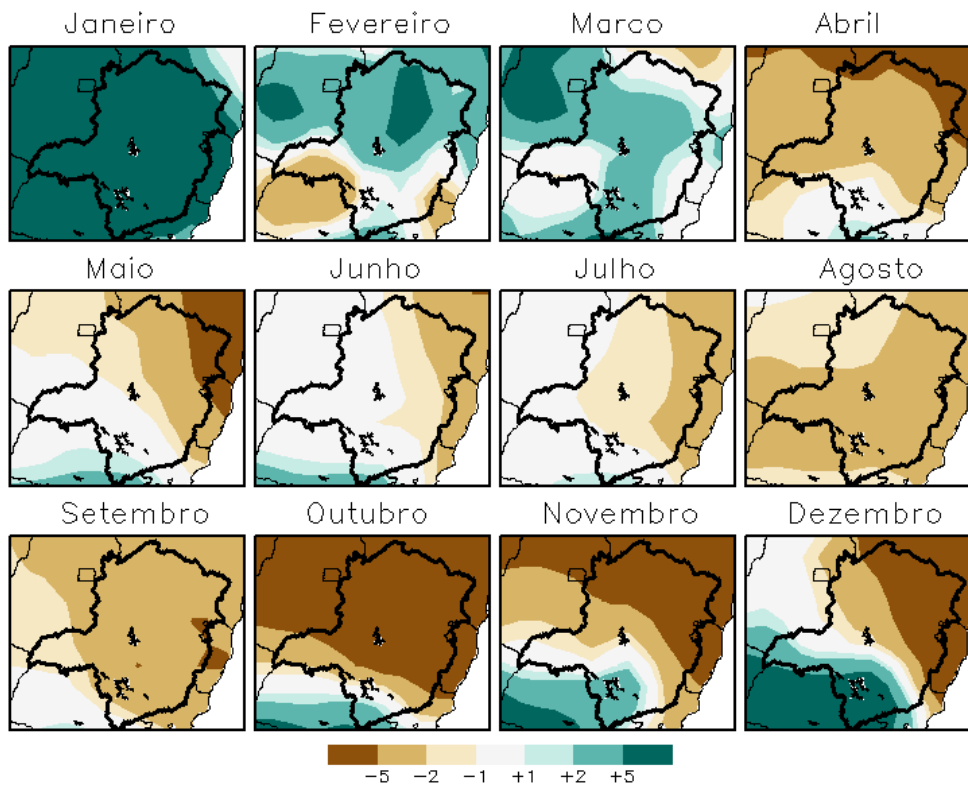 Janeiro Fevereiro Marco Abril
Maio Junho Julho Agosto
Setembro Outubro Novembro Dezembro
-5 -2 -1 +1 +2 +5